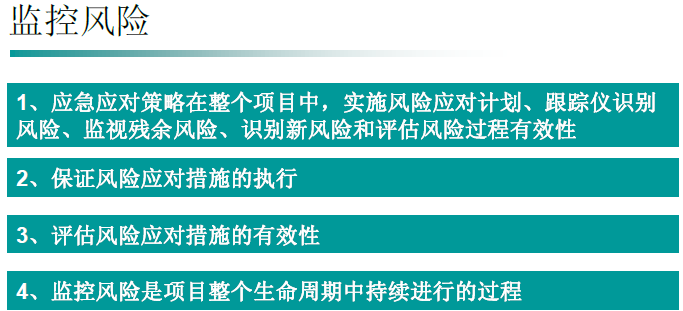 监控风险
1、应急应对策略在整个项目中，实施风险应对计划、跟踪仪识别
风险、监视残余风险、识别新风险和评估风险过程有效性
2、保证风险应对措施的执行
3、评估风险应对措施的有效性
4、监控风险是项目整个生命周期中持续进行的过程